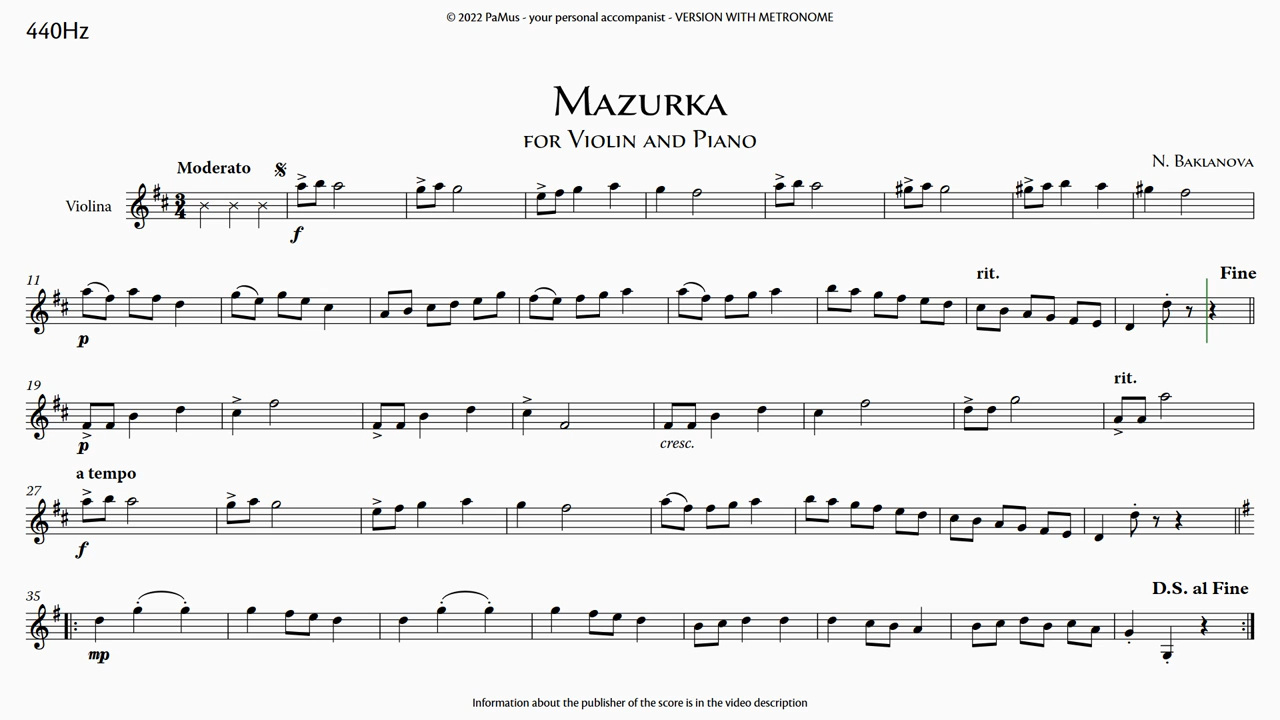 © 2022 PaMus - your personal accompanist - VERSION WITH METRONOME
440Hz
Mazurka
for Violin and Piano
N. Baklanova
Moderato
Violina
3
4
f
11
rit.
Fine
p
19
rit.
p
cresc.
a tempo
27
f
35
D.S. al Fine
mp
Information about the publisher of the score is in the video description